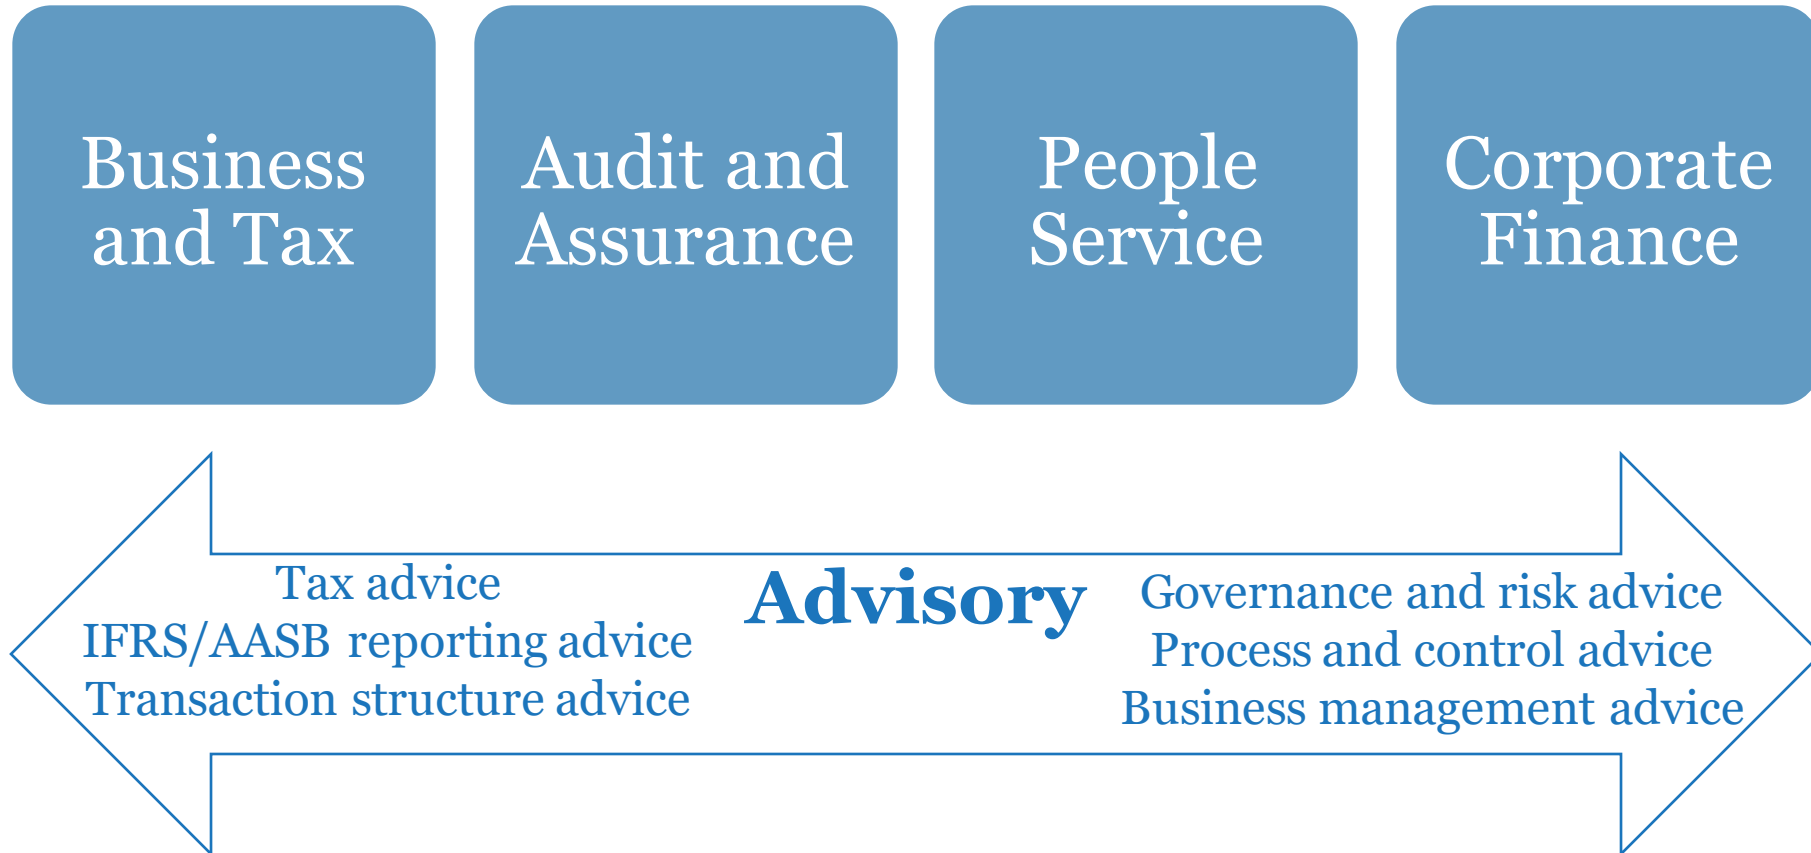 Business
and Tax
Audit and
Assurance
People
Service
Corporate
Finance
Tax advice
IFRS/AASB reporting advice
Transaction structure advice
Advisory
Governance and risk advice
Process and control advice
Business management advice